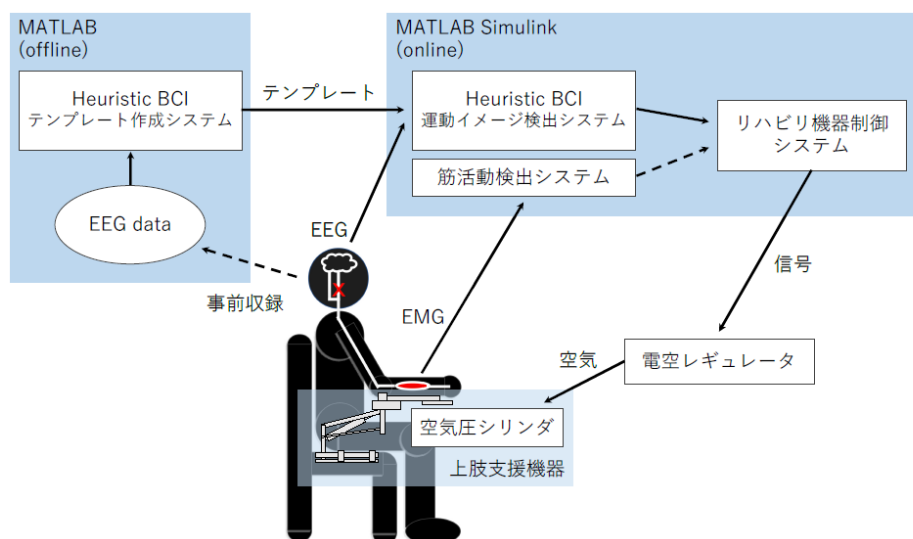 MATLAB
(offline)
Heuristic BCI
テンプレート作成システム
EEG data
テンプレート
MATLAB Simulink
(online)
Heuristic BCI
運動イメージ検出システム
筋活動検出システム
リハビリ機器制御
システム
EEG
事前収録
EMG
信号
空気
電空レギュレータ
空気圧シリンダ
上肢支援機器